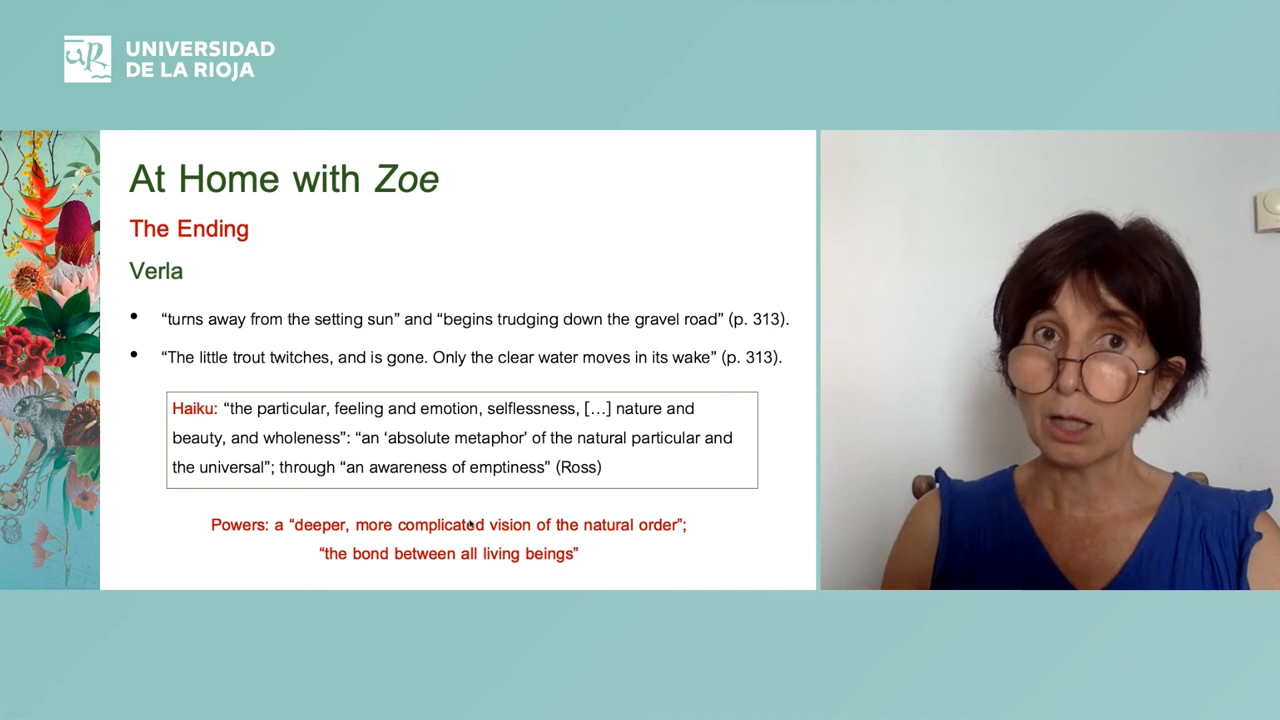 UR
UNIVERSIDAD
DE LA RIOJA
At Home with Zoe
The Ending
Verla
• “turns away from the setting sun” and “begins trudging down the gravel road” (p. 313).
• “The little trout twitches, and is gone. Only the clear water moves in its wake” (p. 313).
Haiku: “the particular, feeling and emotion, selflessness, […] nature and
beauty, and wholeness”: “an ‘absolute metaphor’ of the natural particular and
the universal”; through “an awareness of emptiness” (Ross)
Powers: a “deeper, more complicated vision of the natural order”;
“the bond between all living beings”